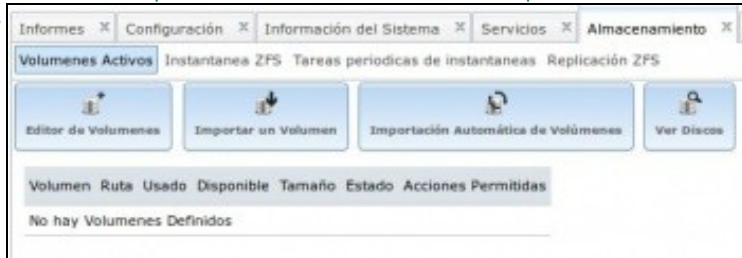 Informes Configuración Información del Sistema Servicios Almacenamiento
Volumenes Activos Instantanea ZFS Tareas periodicas de instantaneas Replicación ZFS
Editor de Volumenes Importar un Volumen Importación Automática de Volúmenes Ver Discos
Volumen Ruta Usado Disponible Tamaño Estado Acciones Permitidas
No hay Volumenes Definidos